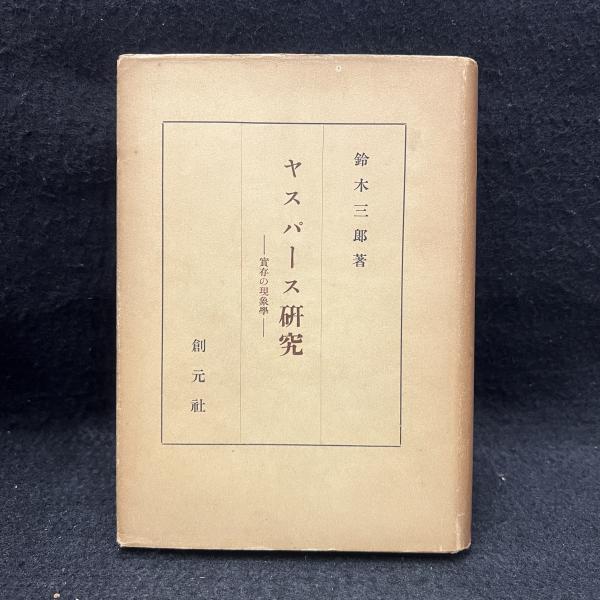 鈴木三郎著
ヤスパース硏究
―實存の現象學―
創元社